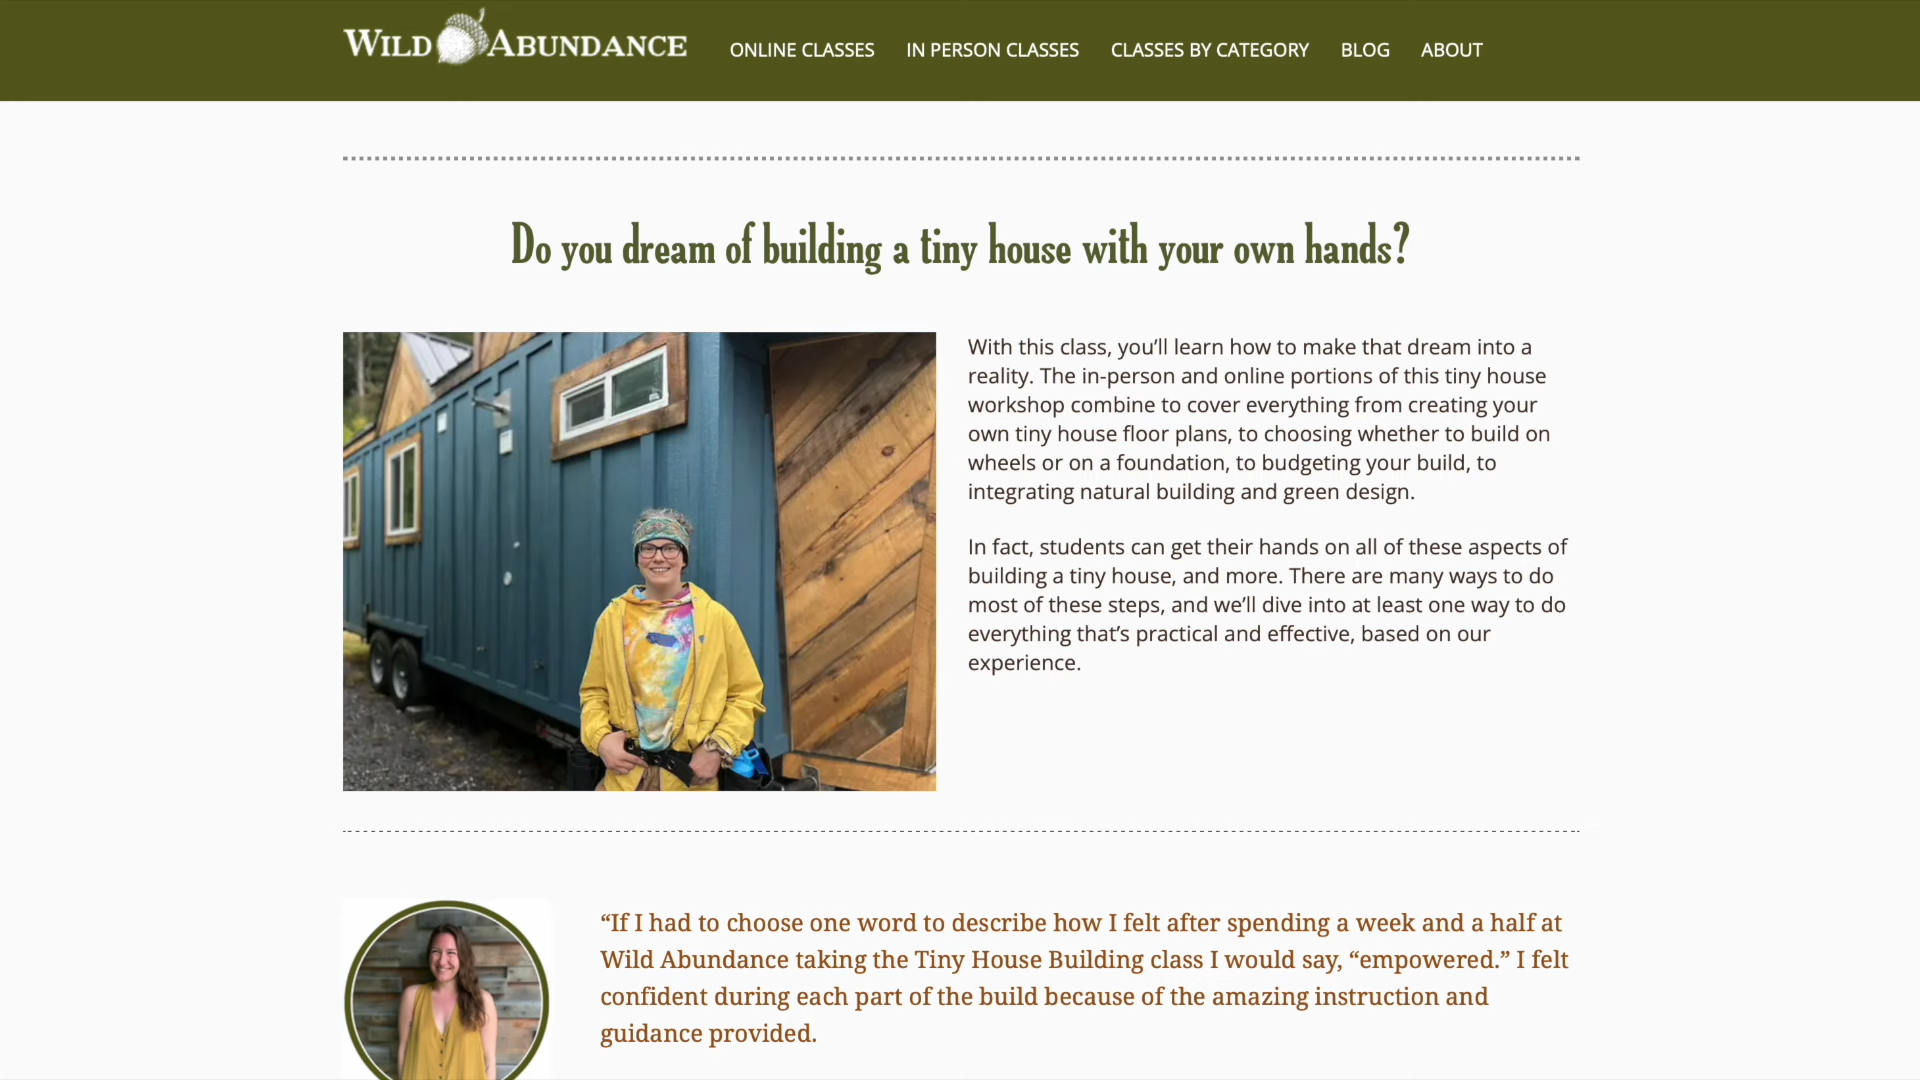 WILD ABUNDANCE
ONLINE CLASSES
IN PERSON CLASSES
CLASSES BY CATEGORY
BLOG
ABOUT
Do you dream of building a tiny house with your own hands?
With this class, you’ll learn how to make that dream into a
reality. The in-person and online portions of this tiny house
workshop combine to cover everything from creating your
own tiny house floor plans, to choosing whether to build on
wheels or on a foundation, to budgeting your build, to
integrating natural building and green design.
In fact, students can get their hands on all of these aspects of
building a tiny house, and more. There are many ways to do
most of these steps, and we’ll dive into at least one way to do
everything that’s practical and effective, based on our
experience.
“If I had to choose one word to describe how I felt after spending a week and a half at
Wild Abundance taking the Tiny House Building class I would say, “empowered.” I felt
confident during each part of the build because of the amazing instruction and
guidance provided.